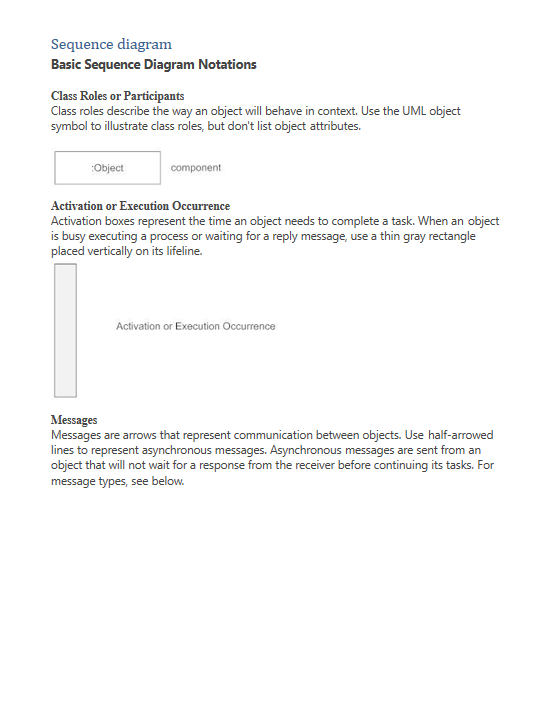 Sequence diagram
Basic Sequence Diagram Notations
Class Roles or Participants
Class roles describe the way an object will behave in context. Use the UML object
symbol to illustrate class roles, but don't list object attributes.
:Object component
Activation or Execution Occurrence
Activation boxes represent the time an object needs to complete a task. When an object
is busy executing a process or waiting for a reply message, use a thin gray rectangle
placed vertically on its lifeline.
Activation or Execution Occurrence
Messages
Messages are arrows that represent communication between objects. Use half-arrowed
lines to represent asynchronous messages. Asynchronous messages are sent from an
object that will not wait for a response from the receiver before continuing its tasks. For
message types, see below.